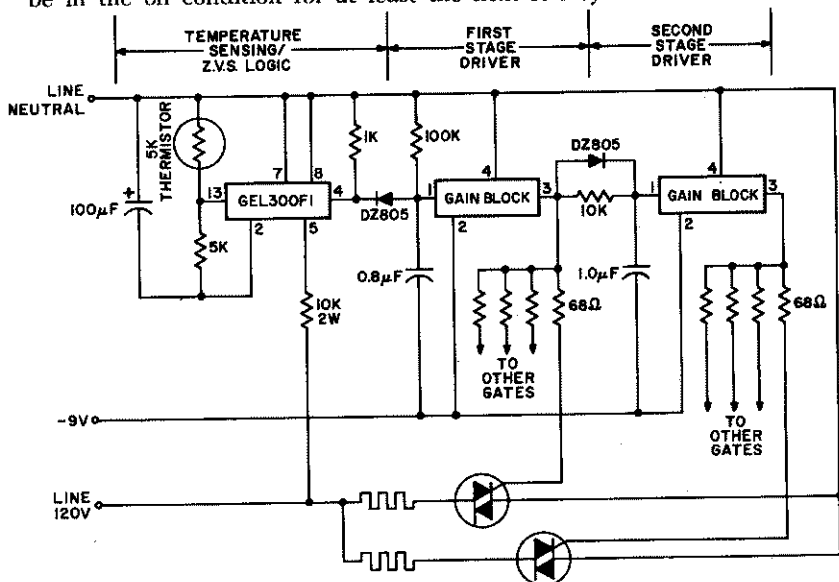 TEMPERATURE
SENSING/
Z.V.S. LOGIC
FIRST
STAGE
DRIVER
SECOND
STAGE
DRIVER
LINE
NEUTRAL
5K
THERMISTOR
1K
100K
DZ805
7
8
4
4
13
GEL300F1
4
1
GAIN BLOCK
3
1
GAIN BLOCK
3
100µF
+
2
5
DZ805
2
10K
2
5K
10K
2W
0.8µF
68Ω
1.0µF
68Ω
TO
OTHER
GATES
TO
OTHER
GATES
-9V
LINE
120V